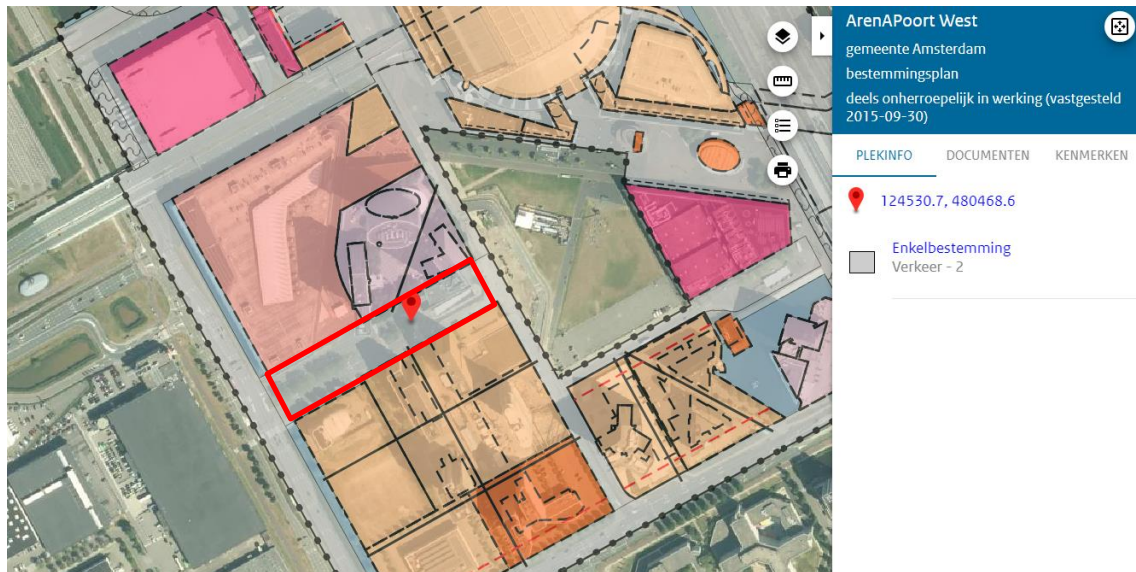 ArenAPoort West
gemeente Amsterdam
bestemmingsplan
deels onherroepelijk in werking (vastgesteld
2015-09-30)
PLEKINFO DOCUMENTEN KENMERKEN
124530.7, 480468.6
Enkelbestemming
Verkeer - 2